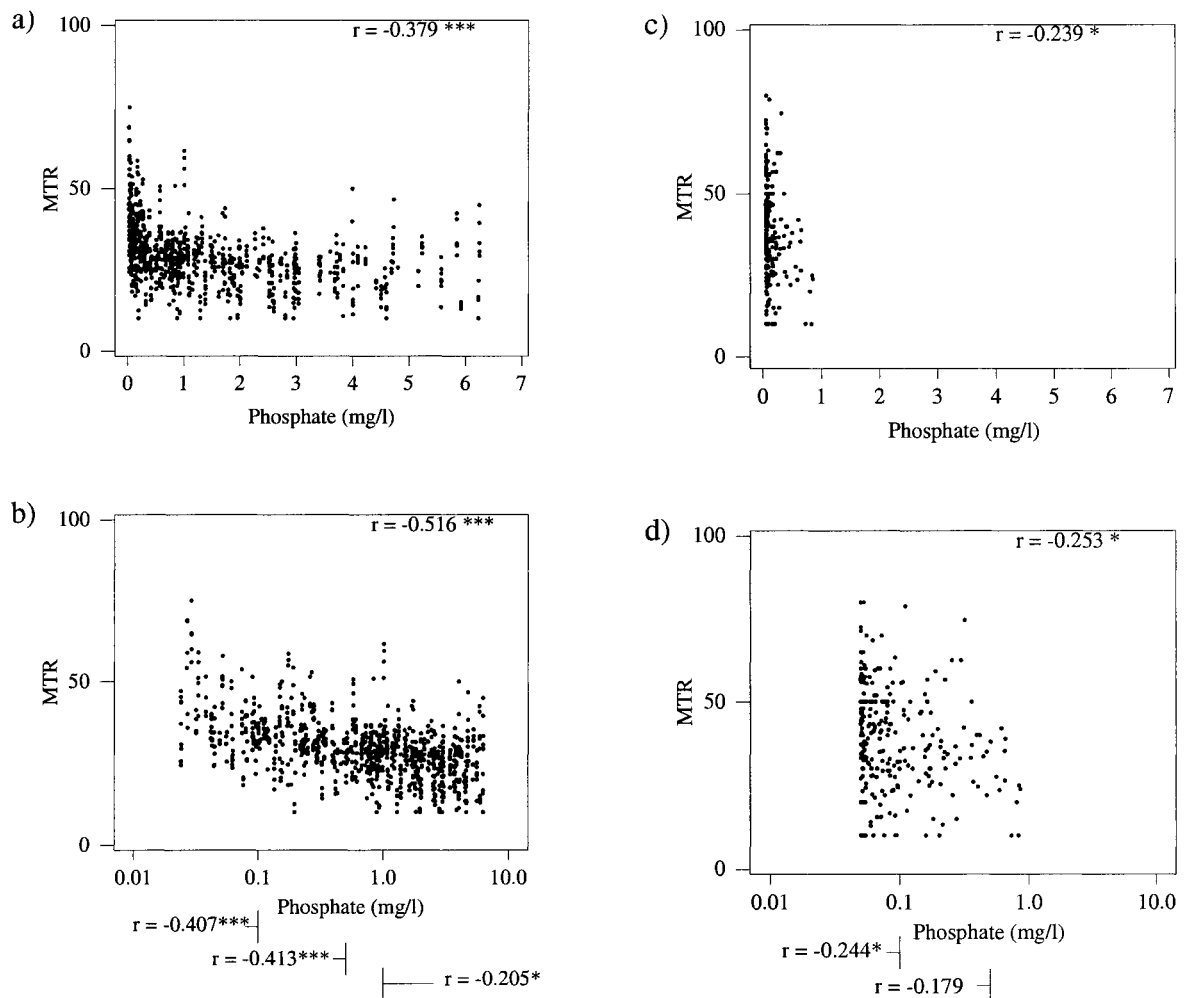 a)
100
50
0
MTR
r = -0.379 ***
0 1 2 3 4 5 6 7
Phosphate (mg/l)
c)
100
50
0
MTR
r = -0.239 *
0 1 2 3 4 5 6 7
Phosphate (mg/l)
b)
100
50
0
MTR
r = -0.516 ***
0.01 0.1 1.0 10.0
Phosphate (mg/l)
r = -0.407***
r = -0.413***
r = -0.205*
d)
100
50
0
MTR
r = -0.253 *
0.01 0.1 1.0 10.0
Phosphate (mg/l)
r = -0.244*
r = -0.179